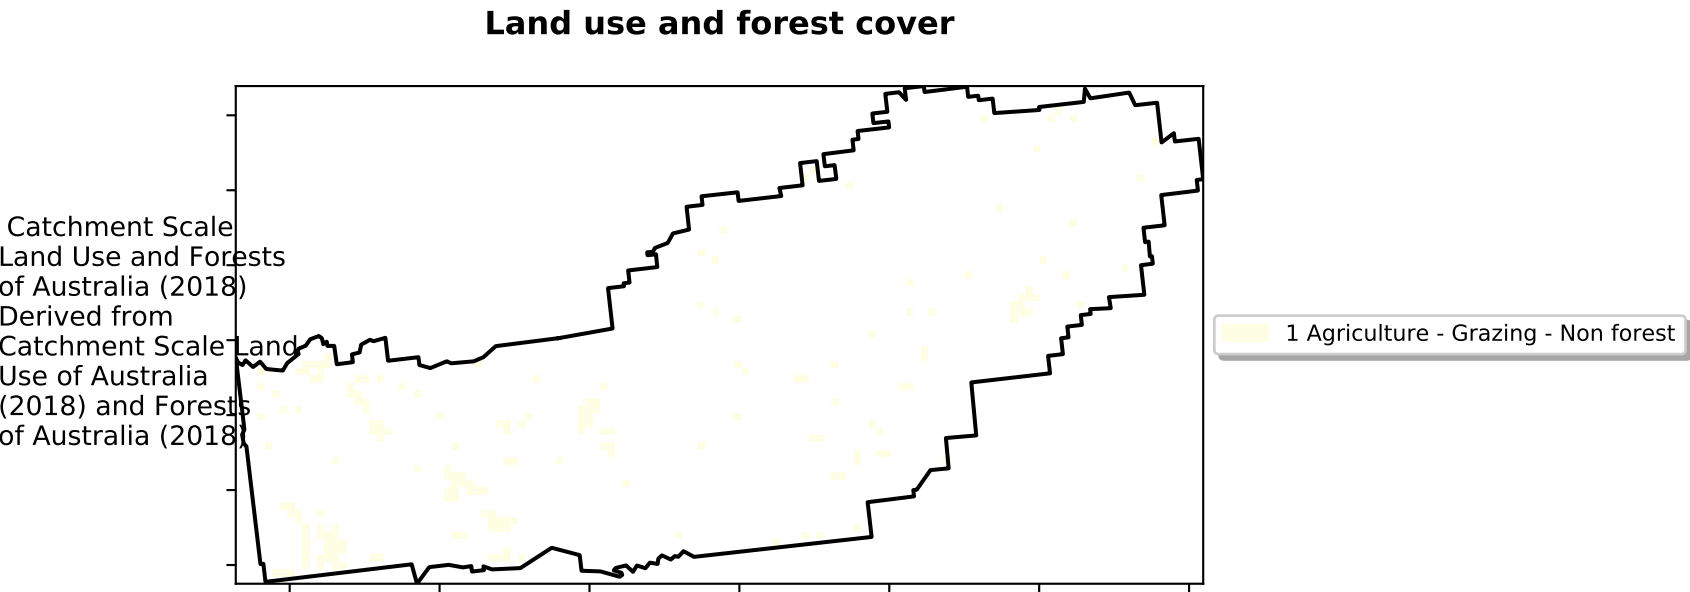 Land use and forest cover
Catchment Scale
Land Use and Forests
of Australia (2018)
Derived from
Catchment Scale Land
Use of Australia
(2018) and Forests
of Australia (2018)
1 Agriculture - Grazing - Non forest